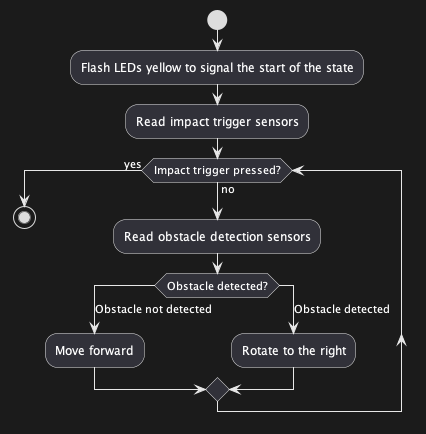 Flash LEDs yellow to signal the start of the state
Read impact trigger sensors
yes
Impact trigger pressed?
no
Read obstacle detection sensors
Obstacle detected?
Obstacle not detected
Obstacle detected
Move forward
Rotate to the right